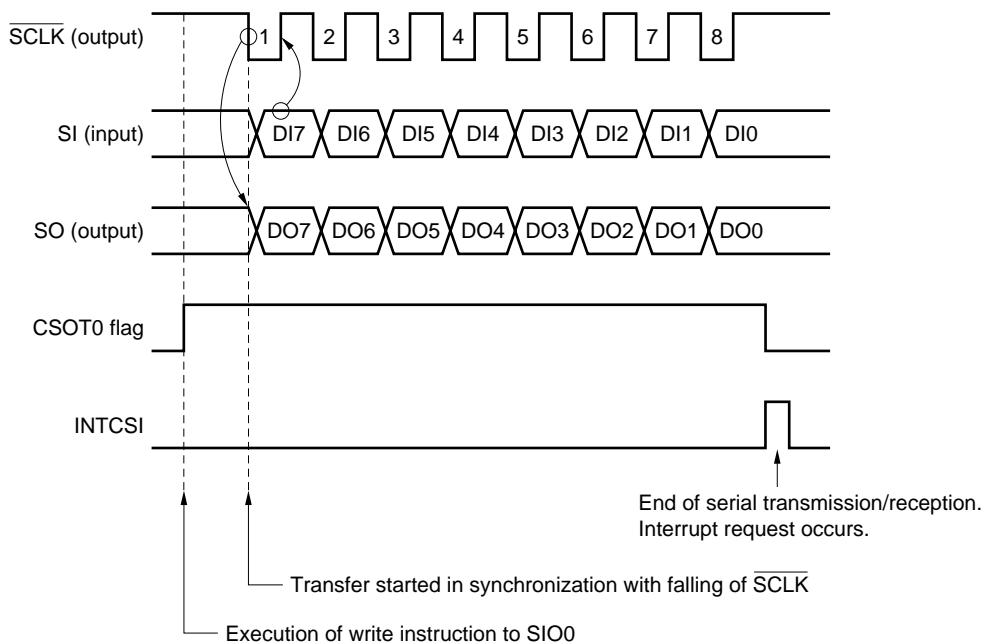 SCLK (output) 1 2 3 4 5 6 7 8
SI (input) DI7 DI6 DI5 DI4 DI3 DI2 DI1 DI0
SO (output) DO7 DO6 DO5 DO4 DO3 DO2 DO1 DO0
CSOT0 flag
INTCSI
End of serial transmission/reception.
Interrupt request occurs.
Transfer started in synchronization with falling of SCLK
Execution of write instruction to SIO0